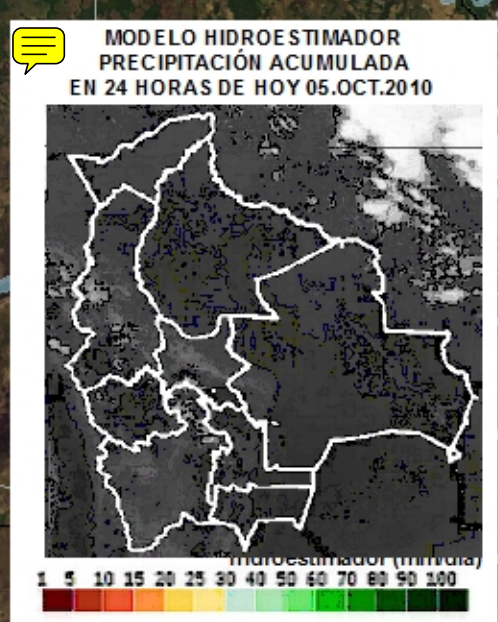 MODELO HIDROESTIMADOR
PRECIPITACIÓN ACUMULADA
EN 24 HORAS DE HOY 05.OCT.2010
Hidroestimador (mm/dia)
1 5 10 15 20 25 30 40 50 60 70 80 90 100